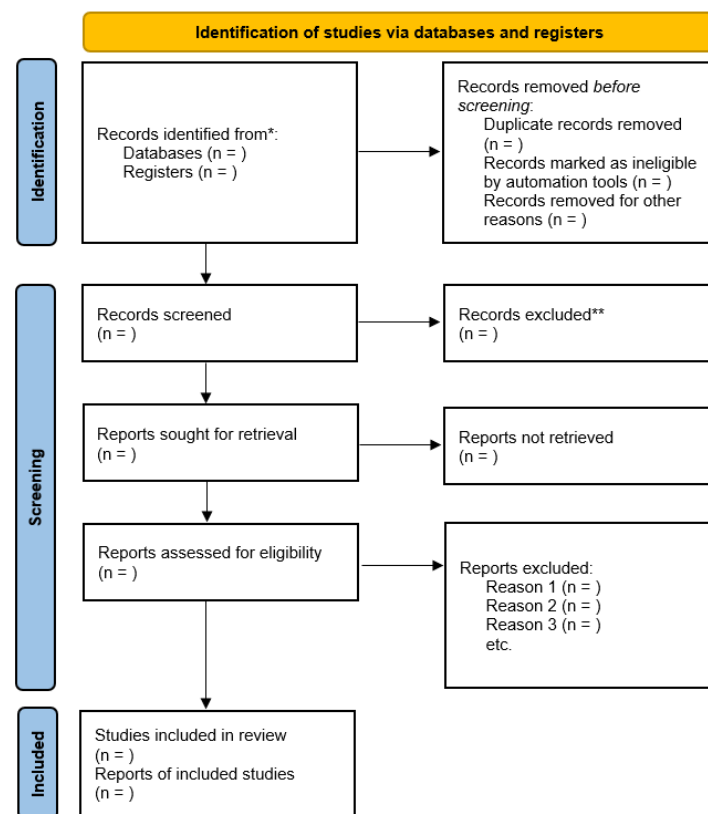 Identification of studies via databases and registers
Identification
Records identified from*:
Databases (n = )
Registers (n = )
Records removed before
screening:
Duplicate records removed
(n = )
Records marked as ineligible
by automation tools (n = )
Records removed for other
reasons (n = )
Screening
Records screened
(n = )
Records excluded**
(n = )
Reports sought for retrieval
(n = )
Reports not retrieved
(n = )
Reports assessed for eligibility
(n = )
Reports excluded:
Reason 1 (n = )
Reason 2 (n = )
Reason 3 (n = )
etc.
Included
Studies included in review
(n = )
Reports of included studies
(n = )